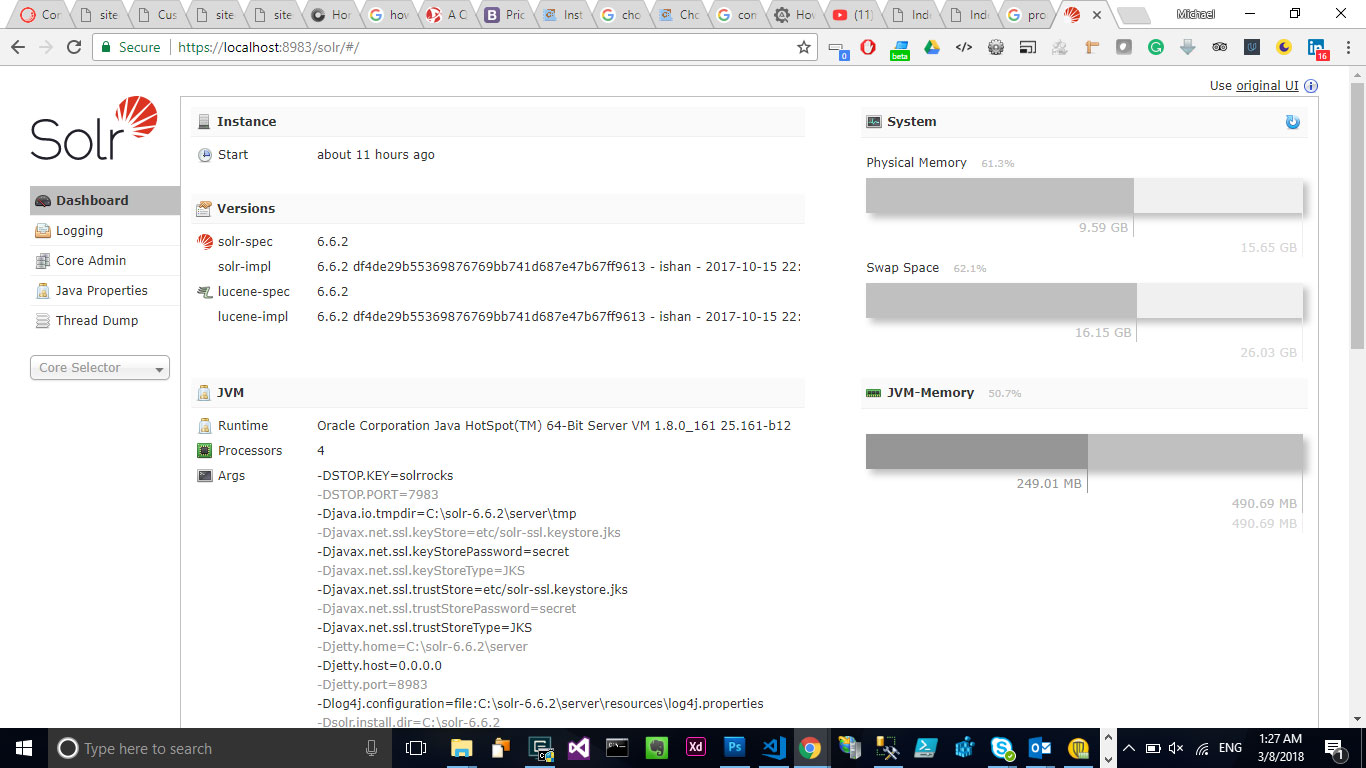 Cor
site
Cus
site
site
Hor
how
A C
Pric
Inst
cho
Cho
con
How
(11)
Inde
Inde
pro
Michael
Secure | https://localhost:8983/solr/#/
0
beta
16
Use original UI
Solr
Dashboard
Logging
Core Admin
Java Properties
Thread Dump
Core Selector
Instance
Start about 11 hours ago
Versions
solr-spec 6.6.2
solr-impl 6.6.2 df4de29b55369876769bb741d687e47b67ff9613 - ishan - 2017-10-15 22:
lucene-spec 6.6.2
lucene-impl 6.6.2 df4de29b55369876769bb741d687e47b67ff9613 - ishan - 2017-10-15 22:
JVM
Runtime Oracle Corporation Java HotSpot(TM) 64-Bit Server VM 1.8.0_161 25.161-b12
Processors 4
Args -DSTOP.KEY=solrrocks
-DSTOP.PORT=7983
-Djava.io.tmpdir=C:\solr-6.6.2\server\tmp
-Djavax.net.ssl.keyStore=etc/solr-ssl.keystore.jks
-Djavax.net.ssl.keyStorePassword=secret
-Djavax.net.ssl.keyStoreType=JKS
-Djavax.net.ssl.trustStore=etc/solr-ssl.keystore.jks
-Djavax.net.ssl.trustStorePassword=secret
-Djavax.net.ssl.trustStoreType=JKS
-Djetty.home=C:\solr-6.6.2\server
-Djetty.host=0.0.0.0
-Djetty.port=8983
-Dlog4j.configuration=file:C:\solr-6.6.2\server\resources\log4j.properties
-Dsolr.install.dir=C:\solr-6.6.2
System
Physical Memory 61.3%
9.59 GB
15.65 GB
Swap Space 62.1%
16.15 GB
26.03 GB
JVM-Memory 50.7%
249.01 MB
490.69 MB
490.69 MB
Type here to search
Xd
Ps
ENG
1:27 AM
3/8/2018
1